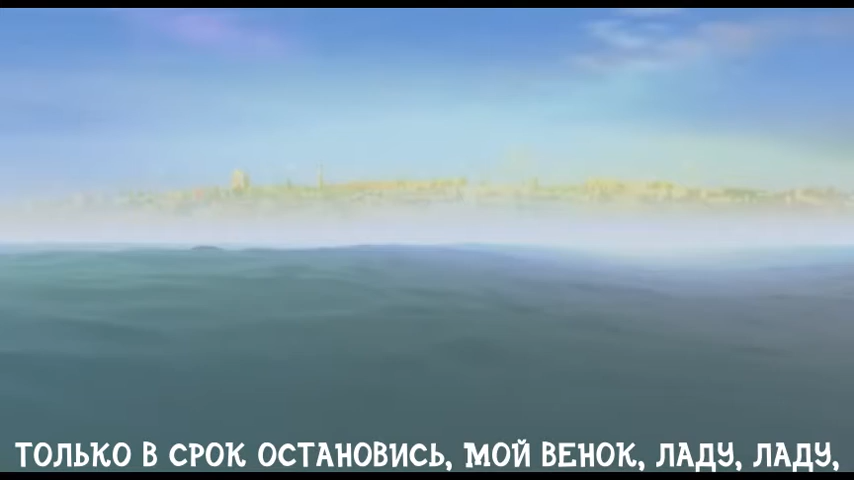 ТОЛЬКО В СРОК ОСТАНОВИСЬ, МОЙ ВЕНОК, ЛАДУ, ЛАДУ,